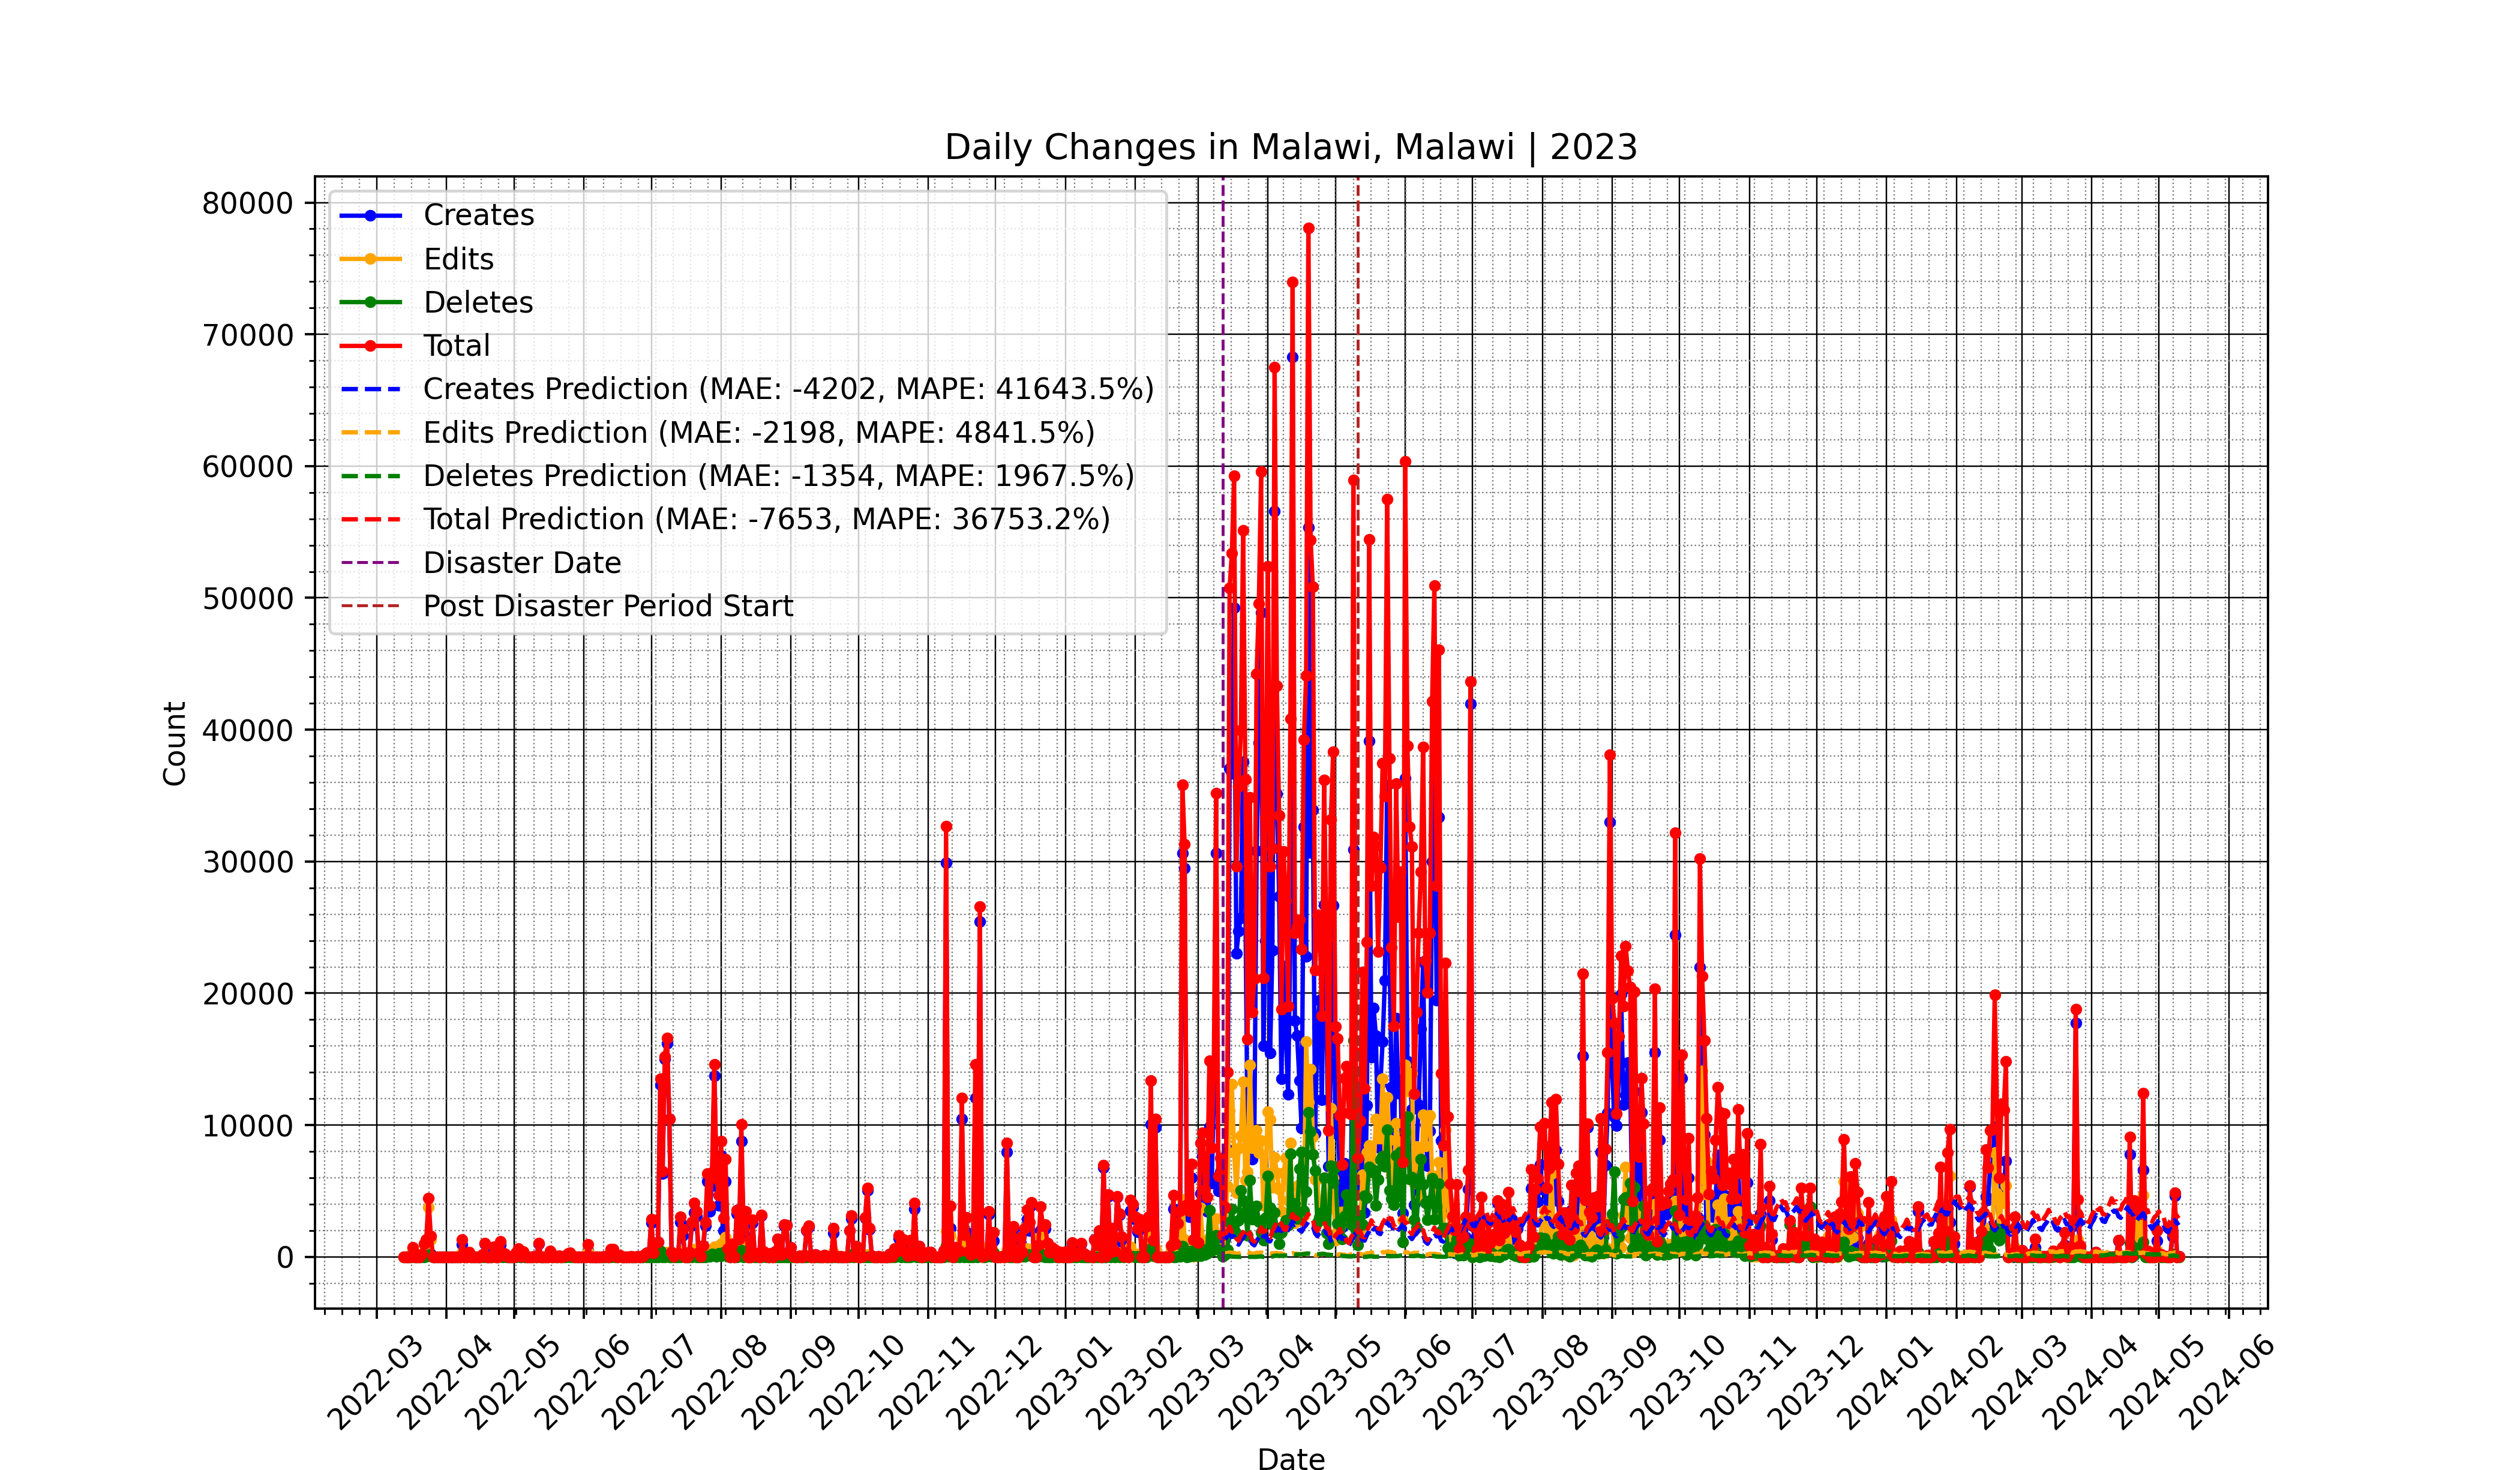 Daily Changes in Malawi, Malawi | 2023
80000
70000
60000
50000
40000
30000
20000
10000
0
Count
Creates
Edits
Deletes
Total
Creates Prediction (MAE: -4202, MAPE: 41643.5%)
Edits Prediction (MAE: -2198, MAPE: 4841.5%)
Deletes Prediction (MAE: -1354, MAPE: 1967.5%)
Total Prediction (MAE: -7653, MAPE: 36753.2%)
Disaster Date
Post Disaster Period Start
2022-03
2022-04
2022-05
2022-06
2022-07
2022-08
2022-09
2022-10
2022-11
2022-12
2023-01
2023-02
2023-03
2023-04
2023-05
2023-06
2023-07
2023-08
2023-09
2023-10
2023-11
2023-12
2024-01
2024-02
2024-03
2024-04
2024-05
2024-06
Date